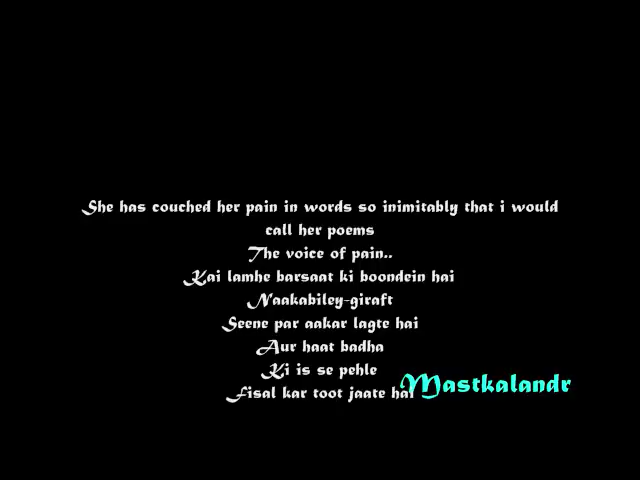 She has couched her pain in words so inimitably that i would
call her poems
The voice of pain..
Kai lamhe barsaat ki boondein hai
Naakabiley-giraft
Seene par aakar lagte hai
Aur haat badha
Ki is se pehle
Fisal kar toot jaate hai
Mastkalandr